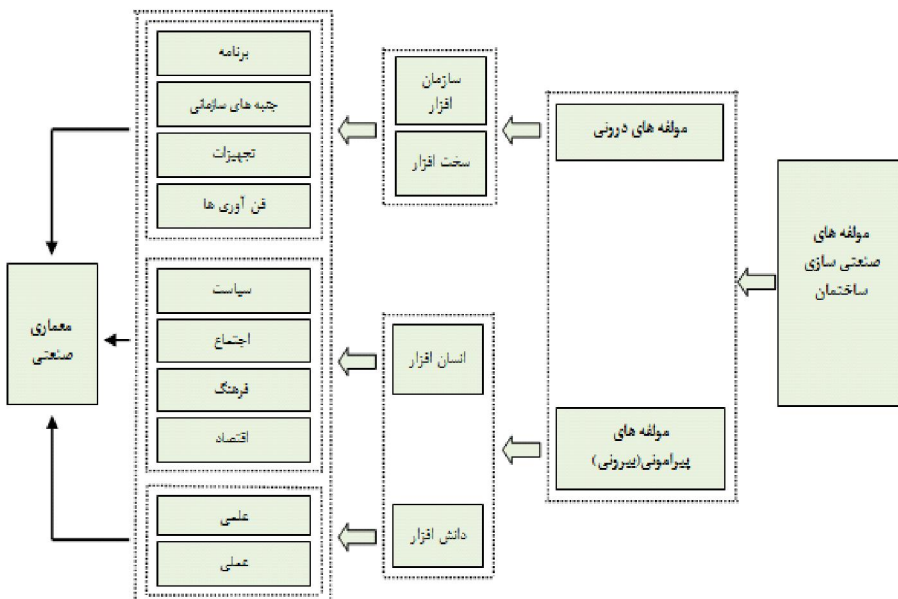 مولفه های
صنعتی سازی
ساختمان
مولفه های درونی
مولفه های
پیرامونی(بیرونی)
سازمان
افزار
سخت افزار
انسان افزار
دانش افزار
برنامه
جنبه های سازمانی
تجهیزات
فن آوری ها
سیاست
اجتماع
فرهنگ
اقتصاد
علمی
عملی
معماری
صنعتی